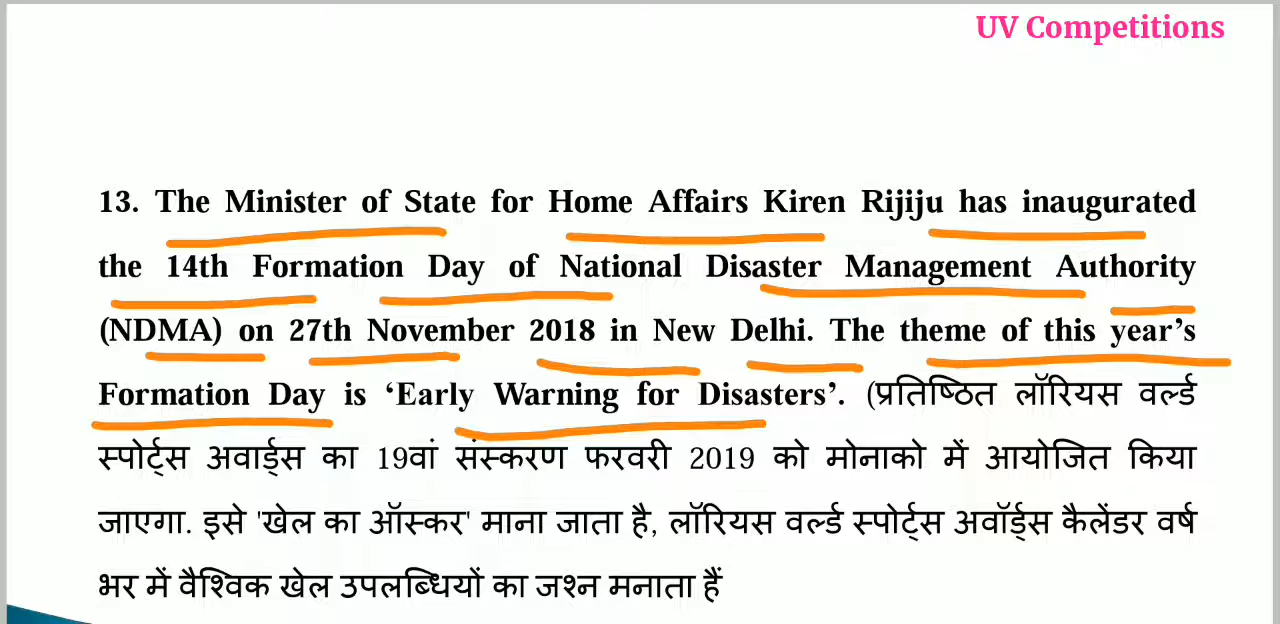 UV Competitions
13. The Minister of State for Home Affairs Kiren Rijiju has inaugurated
the 14th Formation Day of National Disaster Management Authority
(NDMA) on 27th November 2018 in New Delhi. The theme of this year’s
Formation Day is ‘Early Warning for Disasters’. (प्रतिष्ठित लॉरियस वर्ल्ड
स्पोर्ट्स अवार्ड्स का 19वां संस्करण फरवरी 2019 को मोनाको में आयोजित किया
जाएगा. इसे 'खेल का ऑस्कर' माना जाता है, लॉरियस वर्ल्ड स्पोर्ट्स अवॉर्ड्स कैलेंडर वर्ष
भर में वैश्विक खेल उपलब्धियों का जश्न मनाता हैं